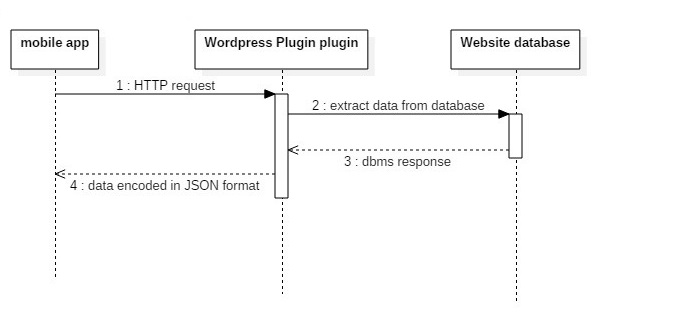 mobile app
Wordpress Plugin plugin
Website database
1 : HTTP request
2 : extract data from database
3 : dbms response
4 : data encoded in JSON format